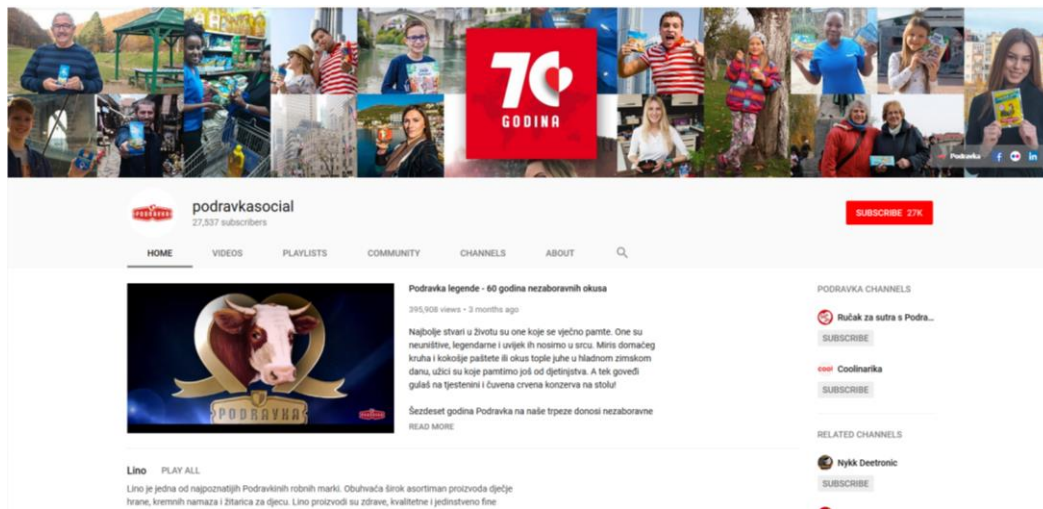 70
GODINA
Podravka
podravkasocial
27,537 subscribers
SUBSCRIBE 27K
HOME VIDEOS PLAYLISTS COMMUNITY CHANNELS ABOUT
PODRAVKA
Podravka legende - 60 godina nezaboravnih okusa
395,908 views • 3 months ago
Najbolje stvari u životu su one koje se vječno pamte. One su
neuništive, legendarne i uvijek ih nosimo u srcu. Miris domaćeg
kruha i kokošje paštete ili okus tople juhe u hladnom zimskom
danu, užici su koje pamtimo još od djetinjstva. A tek goveđi
gulaš na tjestenini i čuvena crvena konzerva na stolu!
Šezdeset godina Podravka na naše trpeze donosi nezaboravne
READ MORE
PODRAVKA
PODRAVKA CHANNELS
Ručak za sutra s Podra...
SUBSCRIBE
cool Coolinarika
SUBSCRIBE
RELATED CHANNELS
Nykk Deetronic
SUBSCRIBE
Lino PLAY ALL
Lino je jedna od najpoznatijih Podravkinih robnih marki. Obuhvaća širok asortiman proizvoda dječje
hrane, kremnih namaza i žitarica za djecu. Lino proizvodi su zdrave, kvalitetne i jedinstveno fine